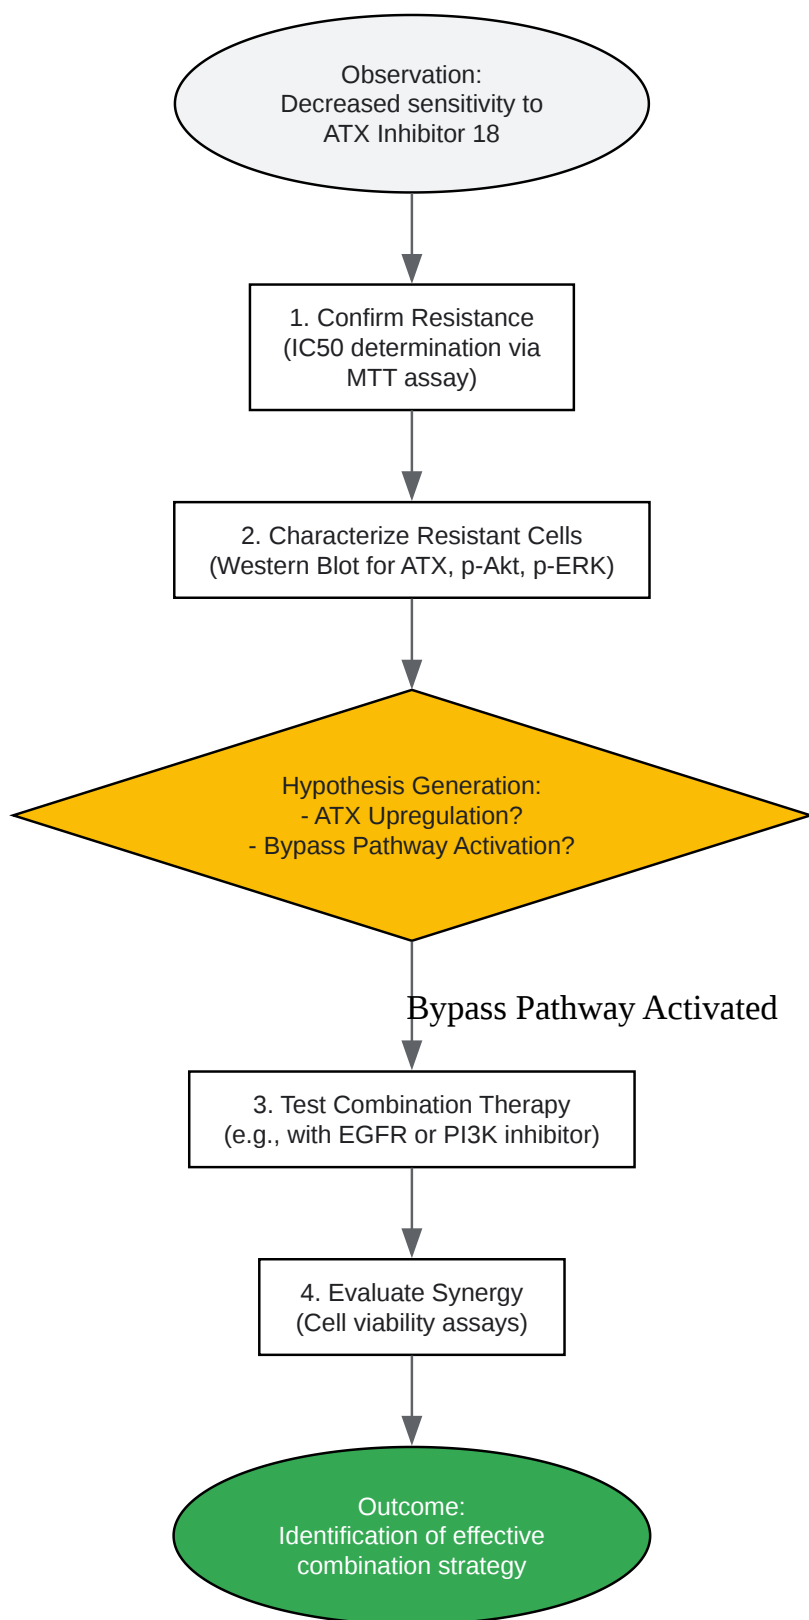 Observation:
Decreased sensitivity to
ATX Inhibitor 18
1. Confirm Resistance
(IC50 determination via
MTT assay)
2. Characterize Resistant Cells
(Western Blot for ATX, p-Akt, p-ERK)
Hypothesis Generation:
- ATX Upregulation?
- Bypass Pathway Activation?
Bypass Pathway Activated
3. Test Combination Therapy
(e.g., with EGFR or PI3K inhibitor)
4. Evaluate Synergy
(Cell viability assays)
Outcome:
Identification of effective
combination strategy